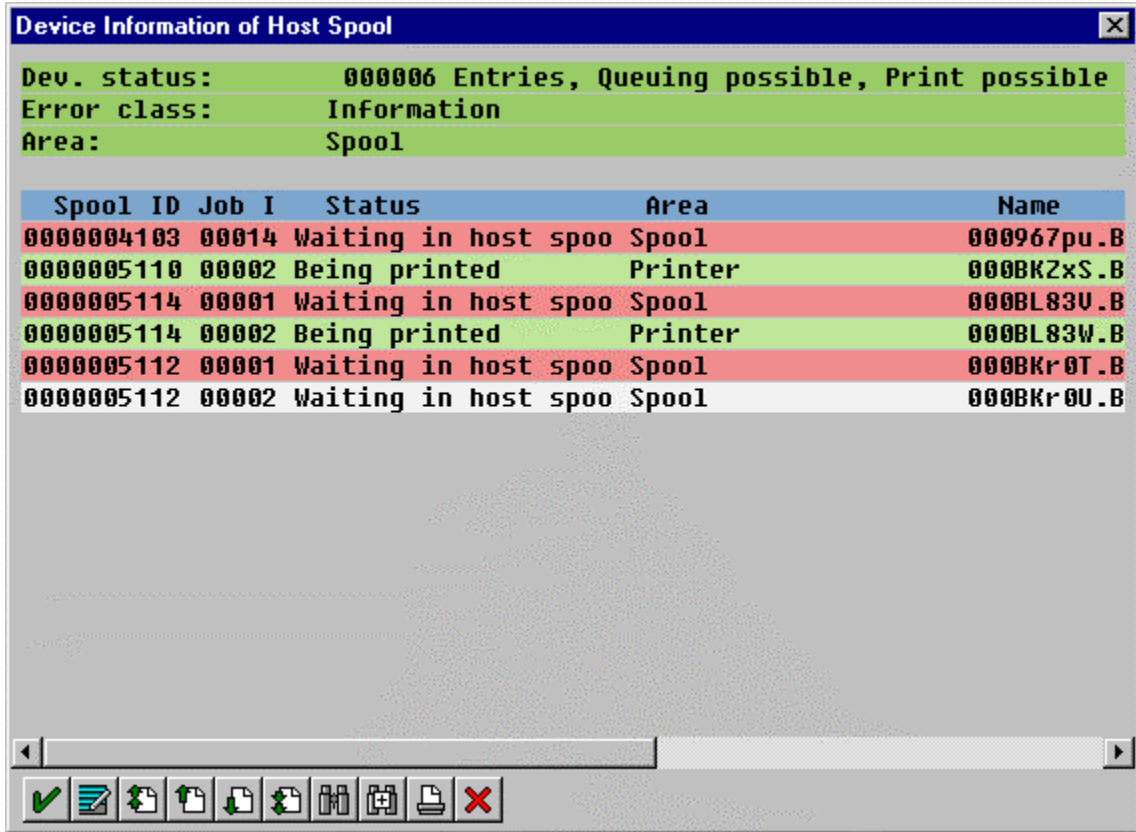 Device Information of Host Spool
Dev. status: 000006 Entries, Queuing possible, Print possible
Error class: Information
Area: Spool
Spool ID Job I Status Area Name
0000004103 00014 Waiting in host spoo Spool 000967pu.B
0000005110 00002 Being printed Printer 000BKZxS.B
0000005114 00001 Waiting in host spoo Spool 000BL83V.B
0000005114 00002 Being printed Printer 000BL83W.B
0000005112 00001 Waiting in host spoo Spool 000BKr0T.B
0000005112 00002 Waiting in host spoo Spool 000BKr0U.B